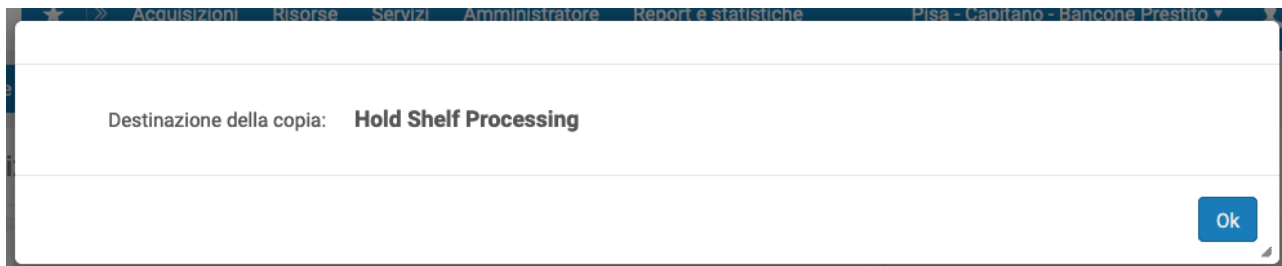 Acquisizioni Risorse Servizi Amministratore Report e statistiche Pisa - Capitano - Bancone Prestito
Destinazione della copia: Hold Shelf Processing
Ok